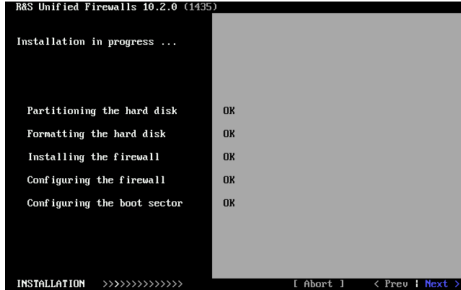 R&S Unified Firewalls 10.2.0 (1435)
Installation in progress ...
Partitioning the hard disk OK
Formatting the hard disk OK
Installing the firewall OK
Configuring the firewall OK
Configuring the boot sector OK
INSTALLATION >>>>>>>>>>>>>> [ Abort ] < Prev | Next >